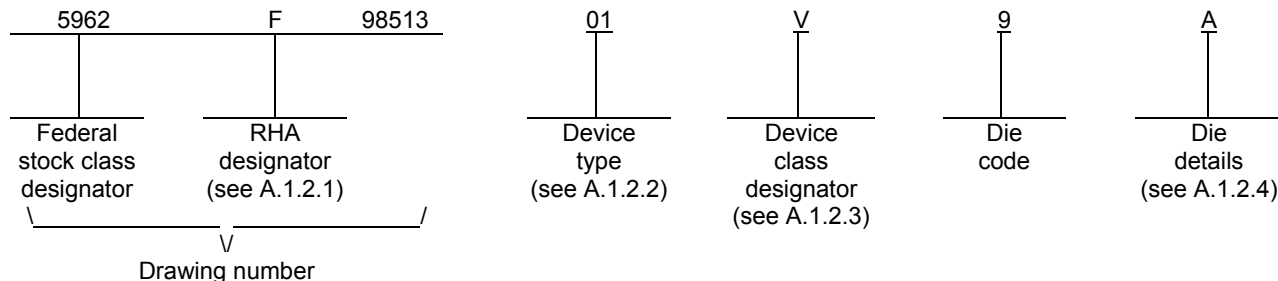 5962 F 98513 01 V 9 A
Federal stock class designator
RHA designator (see A.1.2.1)
Device type (see A.1.2.2)
Device class designator (see A.1.2.3)
Die code
Die details (see A.1.2.4)
Drawing number